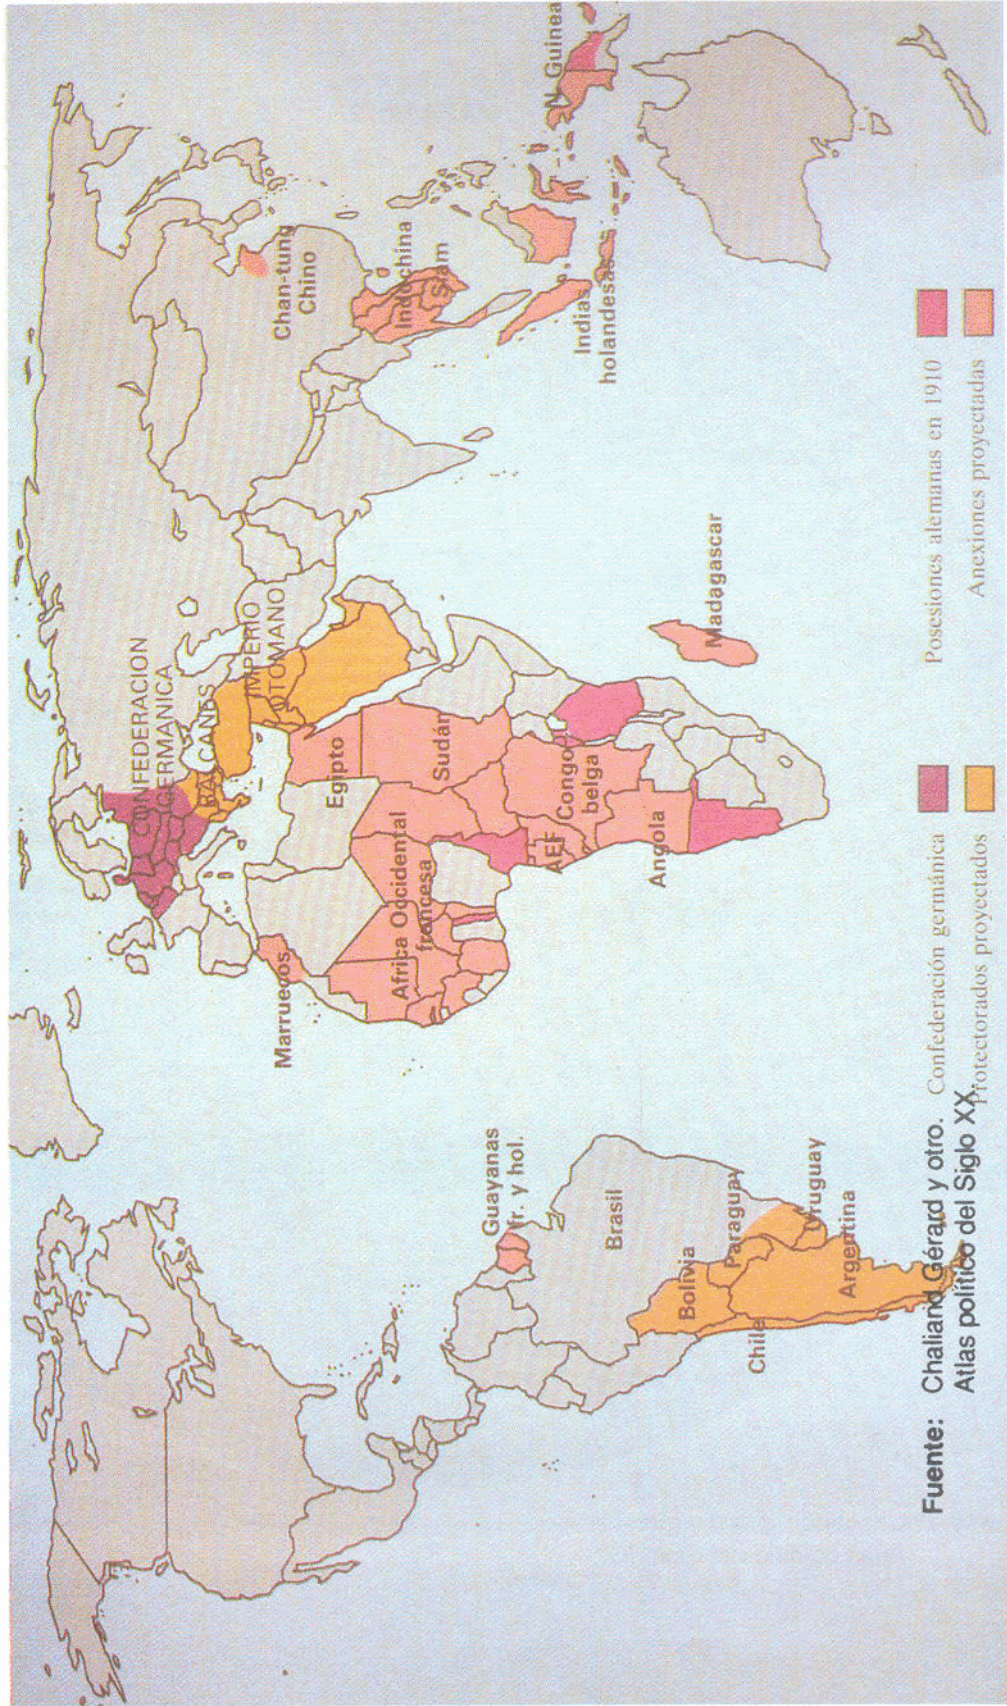 CONFEDERACION
GERMANICA
BALCANES
IMPERIO
OTOMANO
Chan-tung
Chino
Indochina
Siam
N. Guinea
Indias
holandesas
Marruecos
Egipto
Africa Occidental
francesa
Sudán
AEF
Congo
belga
Angola
Madagascar
Guayanas
fr. y hol.
Brasil
Bolivia
Paraguay
Chile
Uruguay
Argentina
Fuente: Chaliand Gérard y otro.
Atlas político del Siglo XX.
Confederación germánica
Protectorados proyectados
Posesiones alemanas en 1910
Anexiones proyectadas